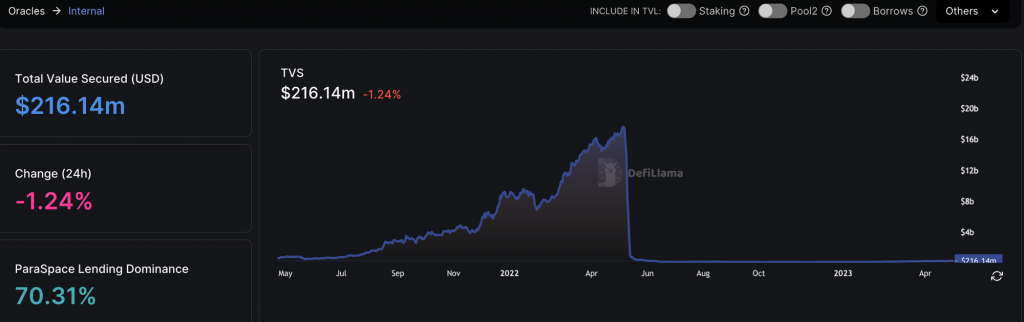 Oracles → Internal
INCLUDE IN TVL: Staking Pool2 Borrows Others
Total Value Secured (USD)
$216.14m
Change (24h)
-1.24%
ParaSpace Lending Dominance
70.31%
TVS
$216.14m -1.24%
$24b
$20b
$16b
$12b
$8b
$4b
$216.14m
DefiLlama
May Jul Sep Nov 2022 Apr Jun Aug Oct 2023 Apr